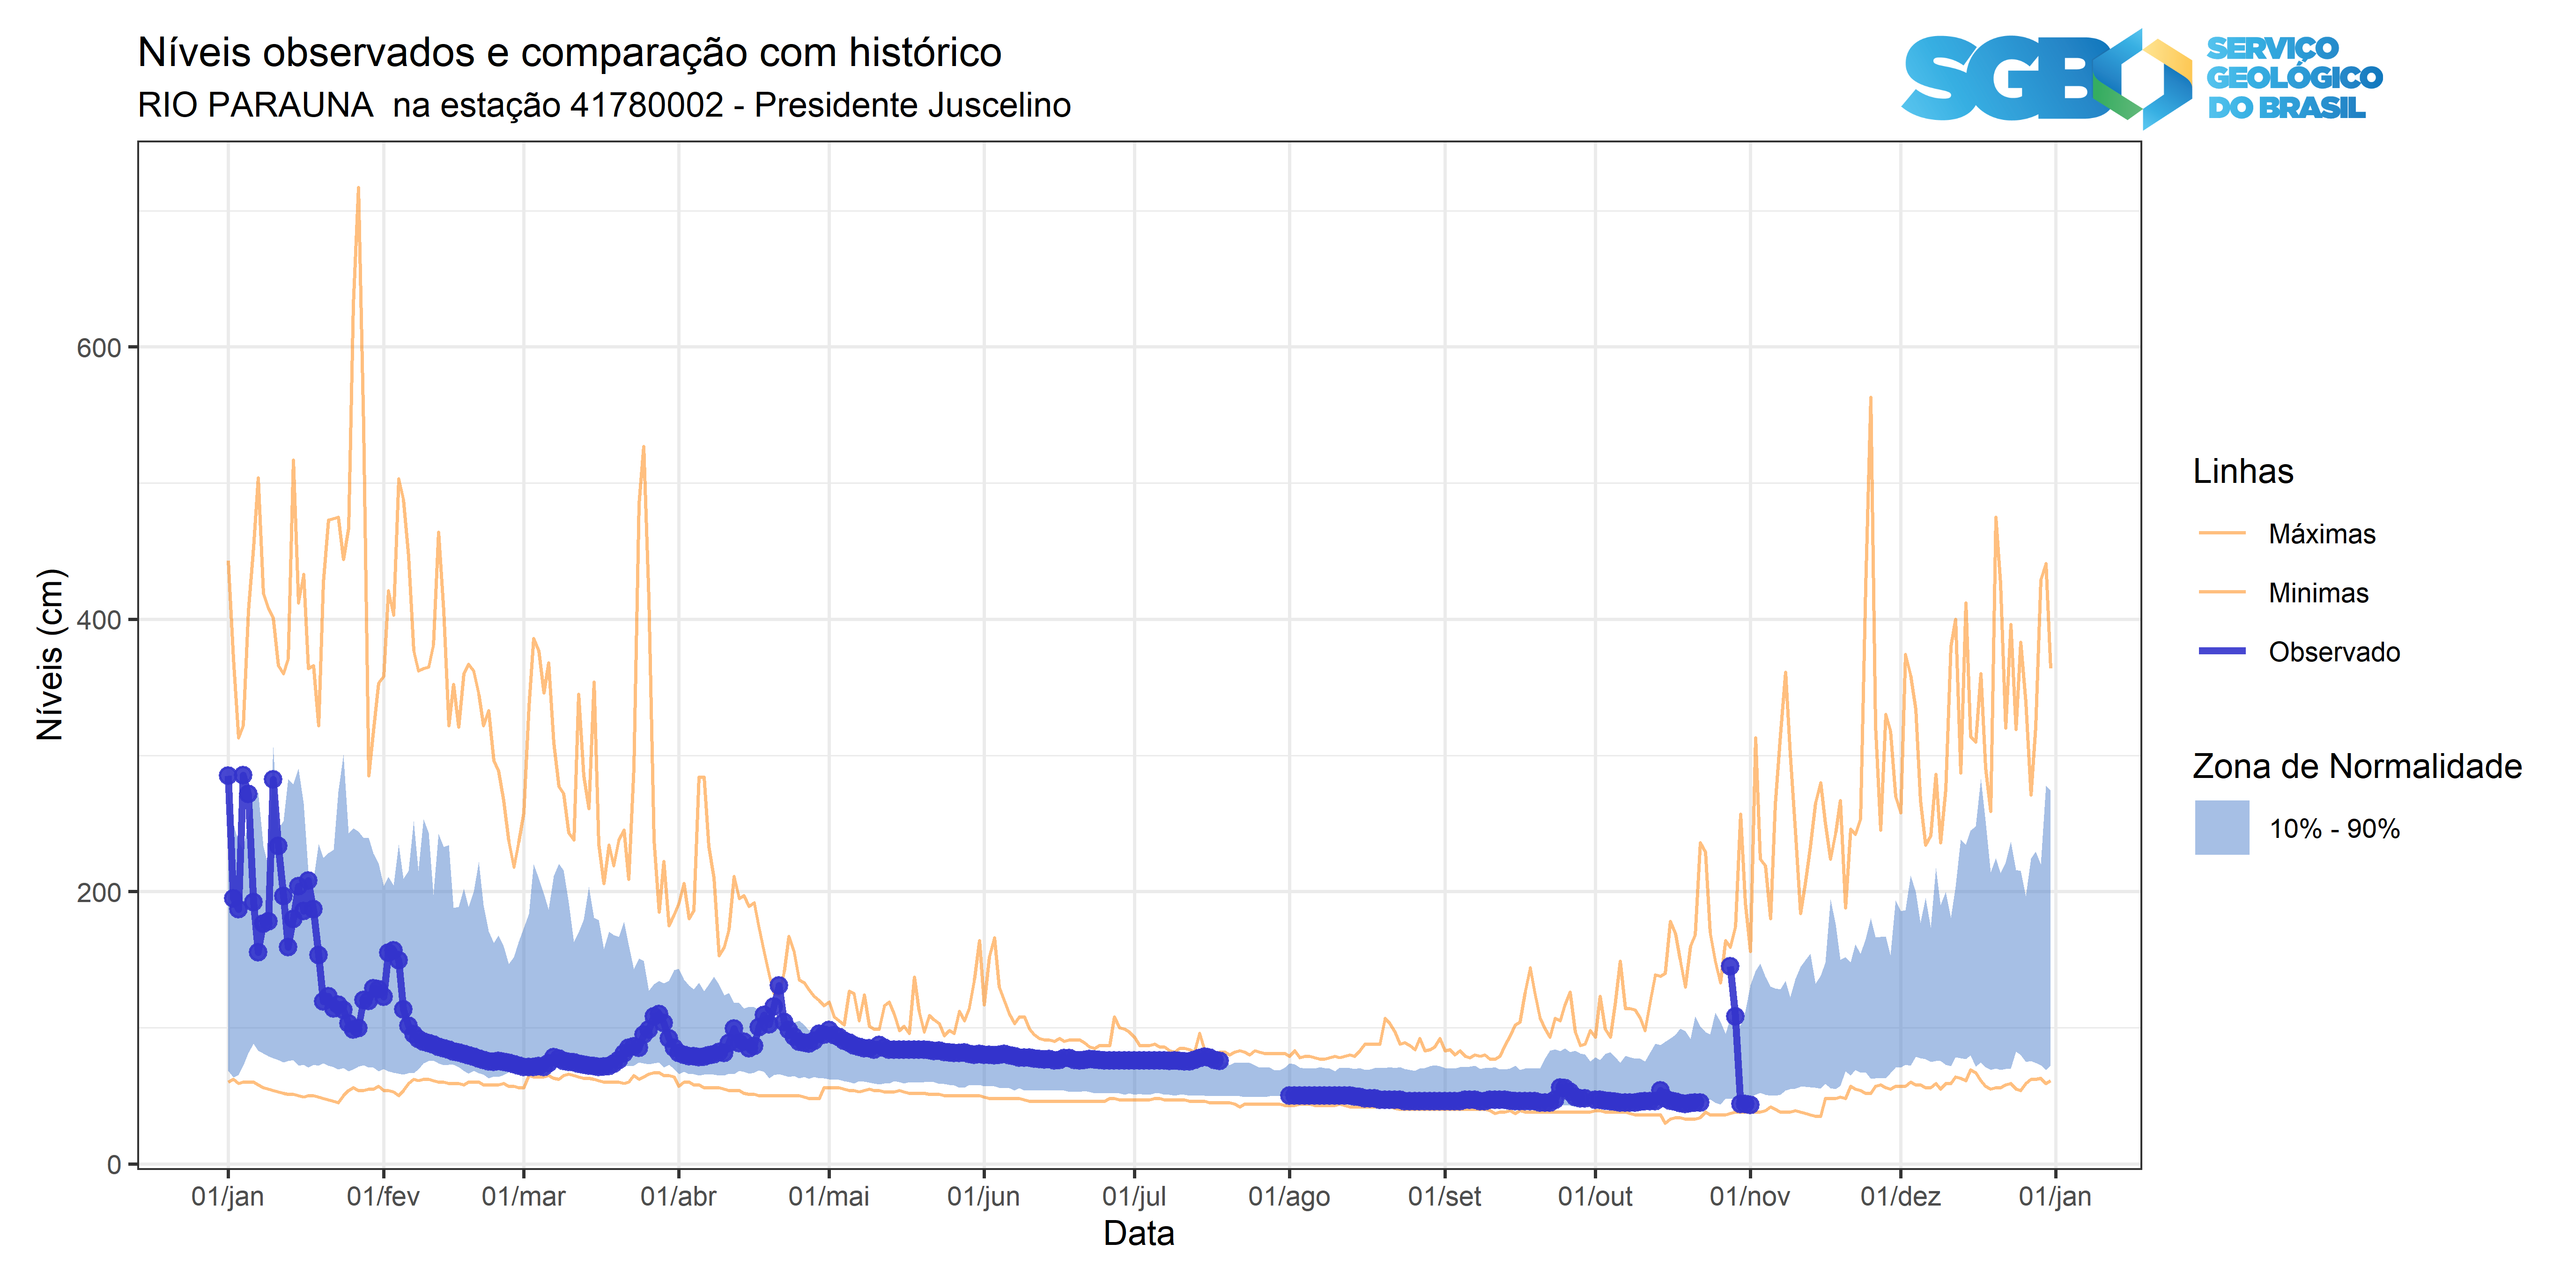 Níveis observados e comparação com histórico
RIO PARAUNA  na estação 41780002 - Presidente Juscelino
SGB
SERVIÇO
GEOLÓGICO
DO BRASIL
Níveis (cm)
600
400
200
0
01/jan
01/fev
01/mar
01/abr
01/mai
01/jun
01/jul
01/ago
01/set
01/out
01/nov
01/dez
01/jan
Data
Linhas
Máximas
Minimas
Observado
Zona de Normalidade
10% - 90%